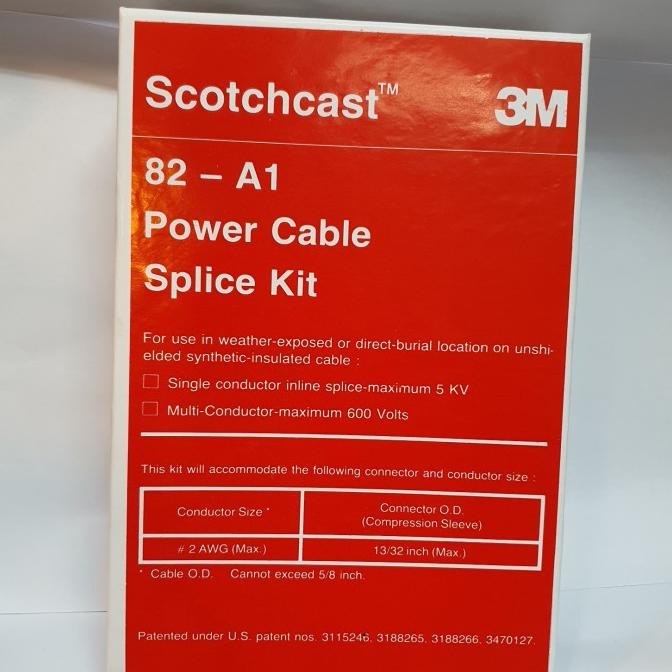 Scotchcast™ 3M
82 – A1
Power Cable
Splice Kit
For use in weather-exposed or direct-burial location on unshi-
elded synthetic-insulated cable :
☐ Single conductor inline splice-maximum 5 KV
☐ Multi-Conductor-maximum 600 Volts
This kit will accommodate the following connector and conductor size :
Conductor Size * Connector O.D.
(Compression Sleeve)
# 2 AWG (Max.) 13/32 inch (Max.)
* Cable O.D. Cannot exceed 5/8 inch.
Patented under U.S. patent nos. 3115246, 3188265, 3188266, 3470127.